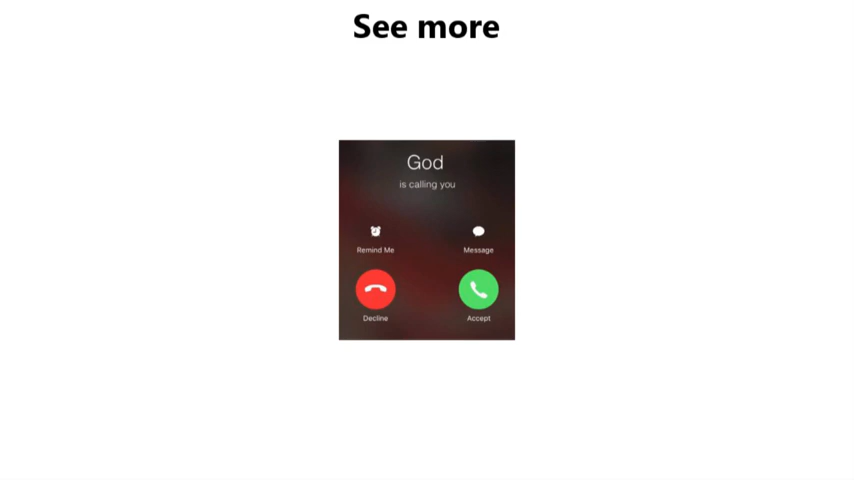 See more
God
is calling you
Remind Me
Message
Decline
Accept